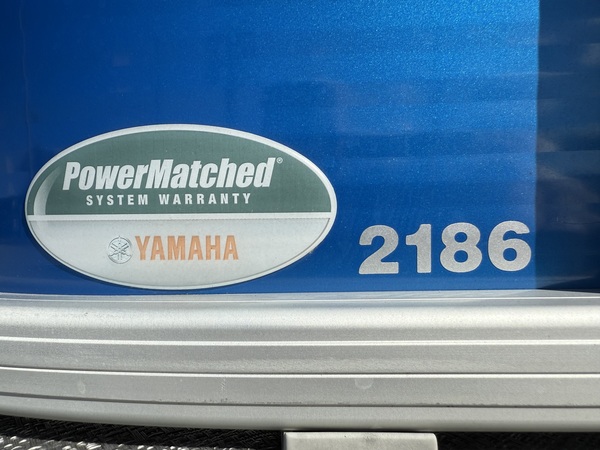 PowerMatched®
SYSTEM WARRANTY
YAMAHA
2186